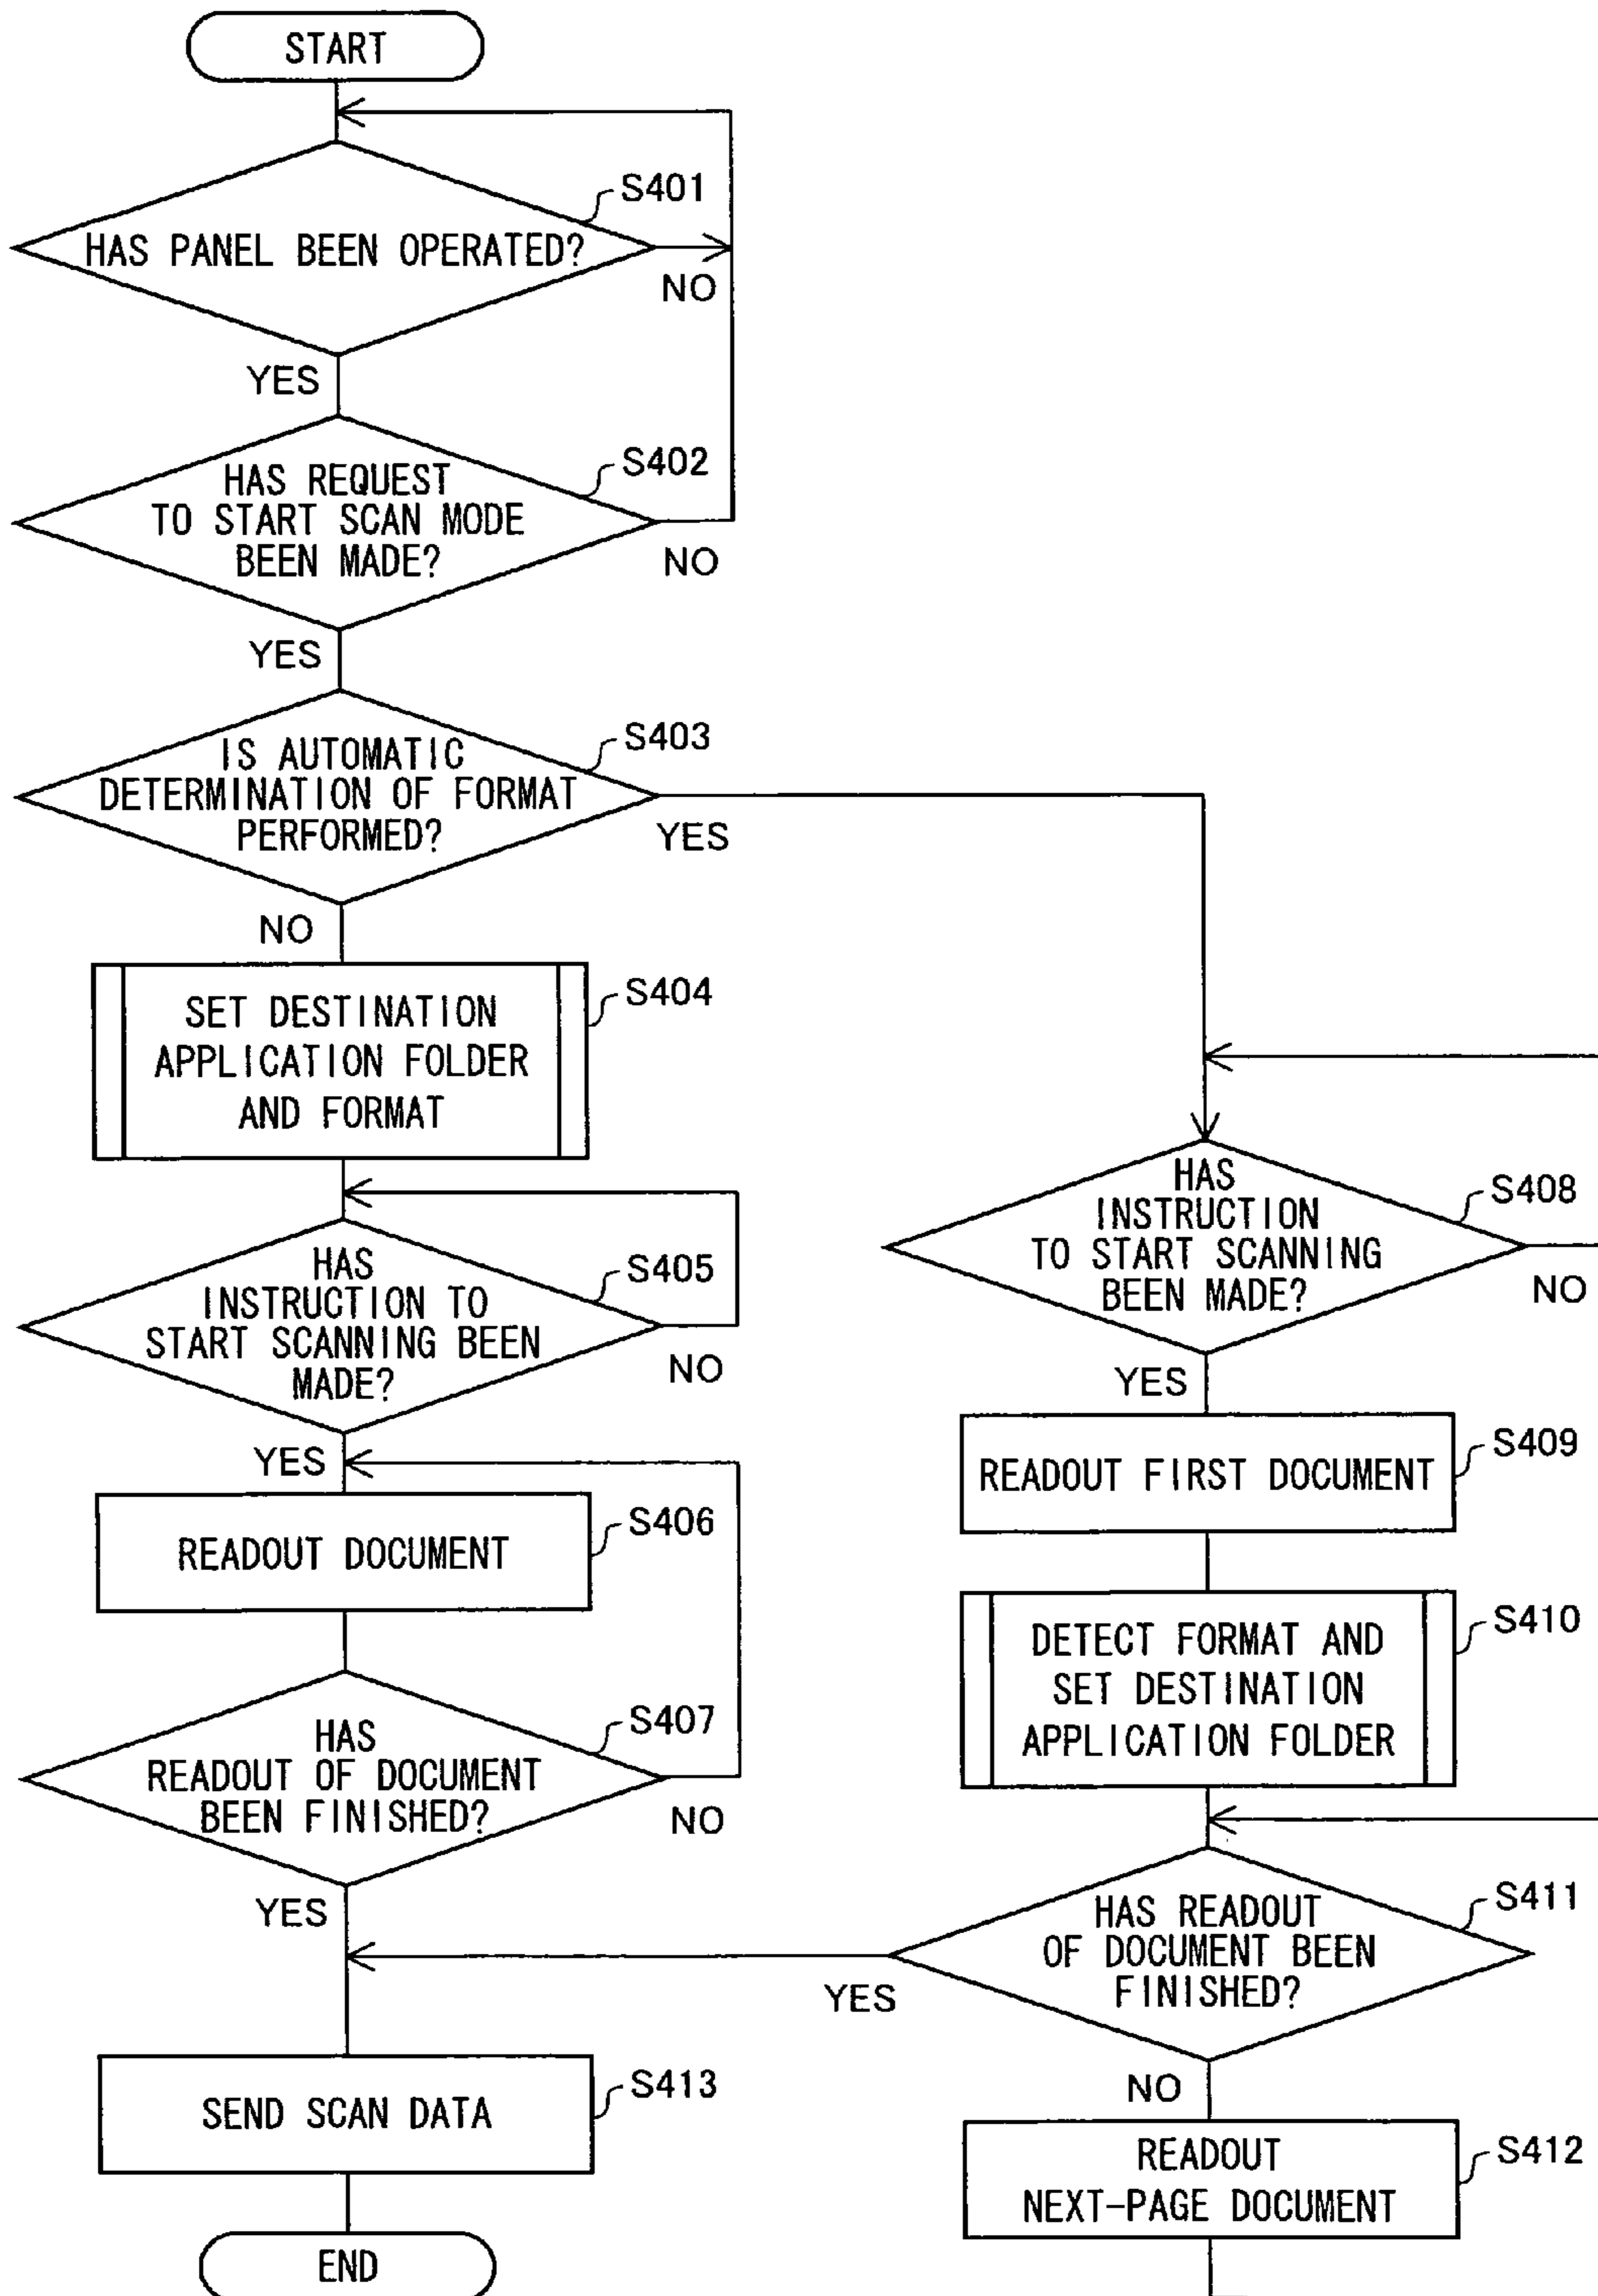 START
S401
HAS PANEL BEEN OPERATED?
NO
YES
S402
HAS REQUEST
TO START SCAN MODE
BEEN MADE?
NO
YES
S403
IS AUTOMATIC
DETERMINATION OF FORMAT
PERFORMED?
YES
NO
S404
SET DESTINATION
APPLICATION FOLDER
AND FORMAT
S405
HAS
INSTRUCTION TO
START SCANNING BEEN
MADE?
NO
YES
S406
READOUT DOCUMENT
S407
HAS
READOUT OF DOCUMENT
BEEN FINISHED?
NO
YES
S408
HAS
INSTRUCTION
TO START SCANNING
BEEN MADE?
NO
YES
S409
READOUT FIRST DOCUMENT
S410
DETECT FORMAT AND
SET DESTINATION
APPLICATION FOLDER
S411
HAS READOUT
OF DOCUMENT BEEN
FINISHED?
YES
NO
S412
READOUT
NEXT-PAGE DOCUMENT
S413
SEND SCAN DATA
END